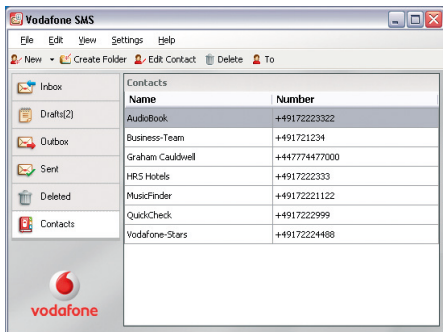 Vodafone SMS
File Edit View Settings Help
New Create Folder Edit Contact Delete To
Inbox
Drafts(2)
Outbox
Sent
Deleted
Contacts
vodafone
Contacts
Name Number
AudioBook +49172223322
Business-Team +491721234
Graham Cauldwell +447774477000
HRS Hotels +49172222333
MusicFinder +49172221122
QuickCheck +49172222999
Vodafone-Stars +49172224488